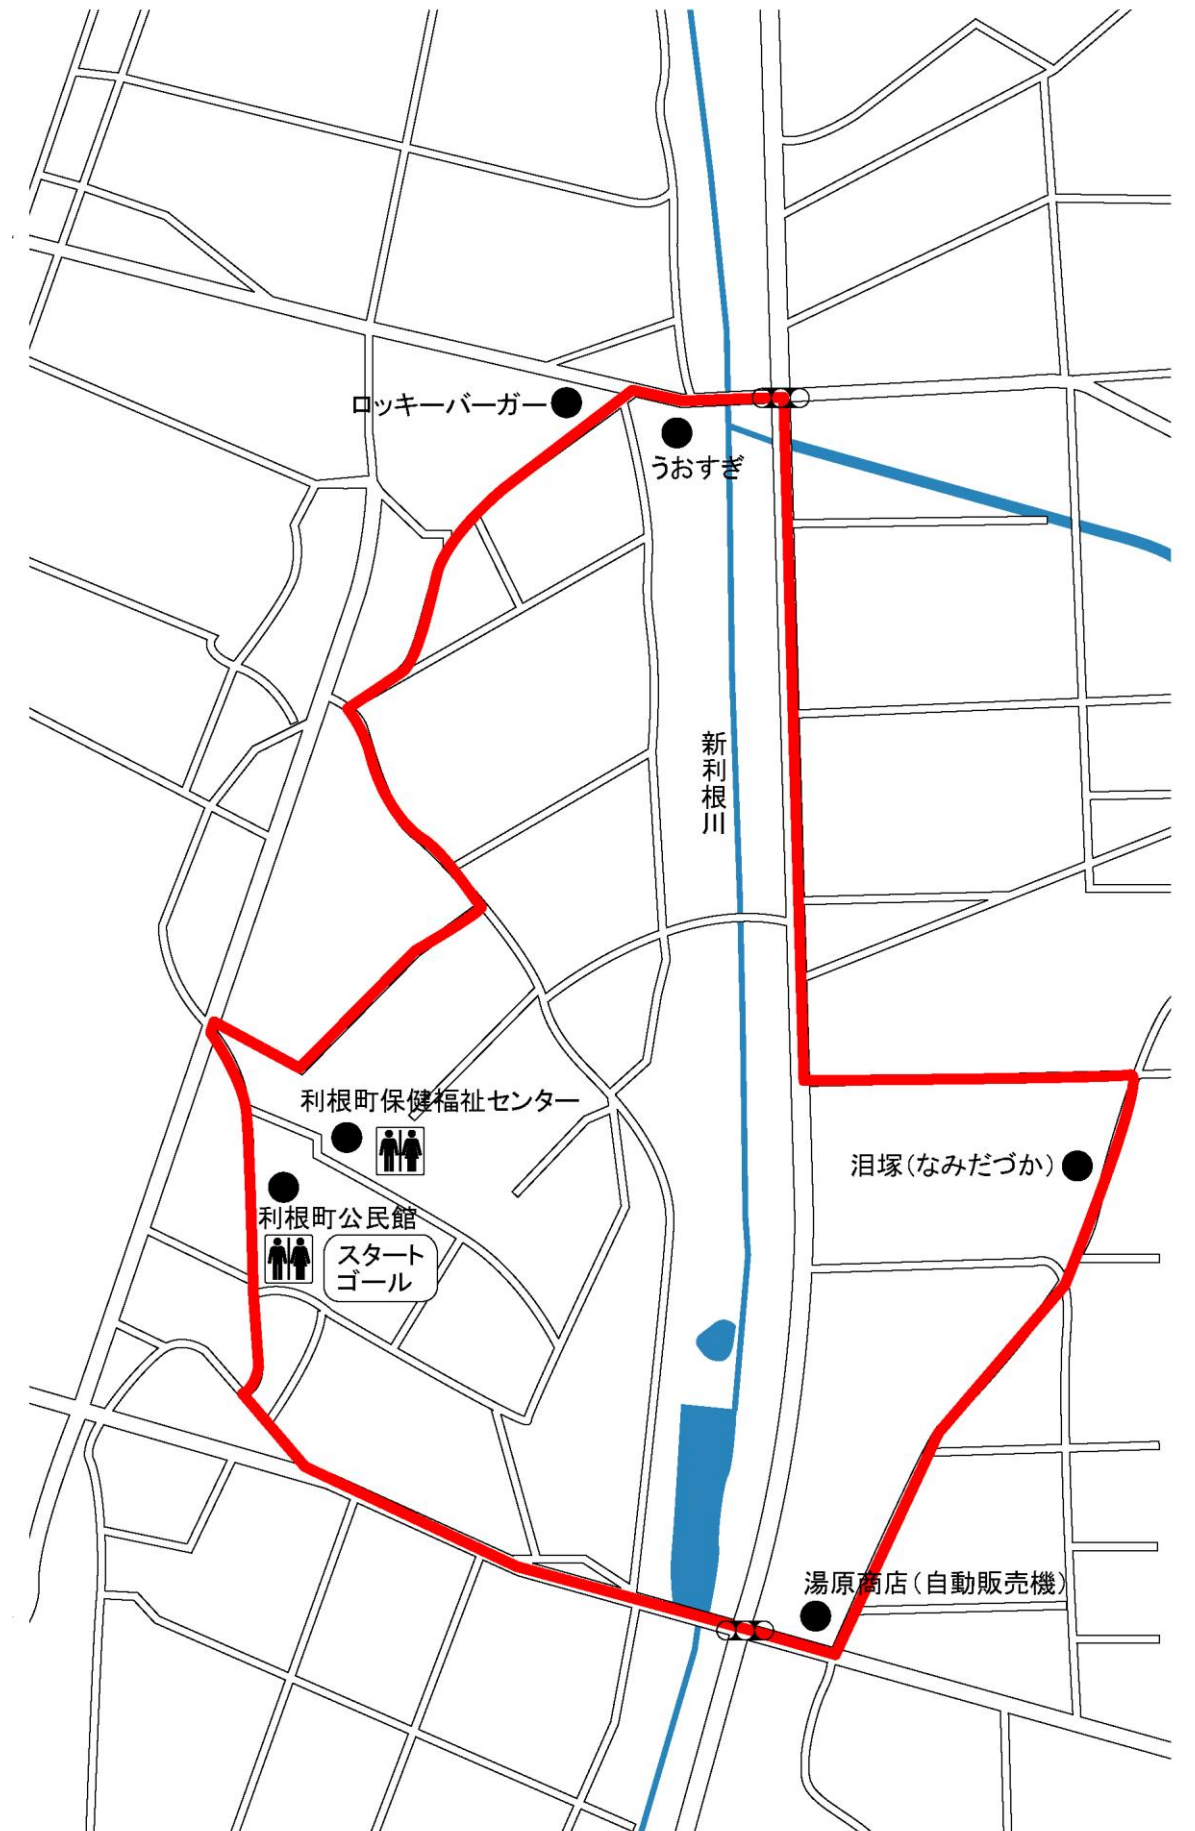 ロッキーバーガー
うおすぎ
新利根川
利根町保健福祉センター
泪塚(なみだづか)
利根町公民館
スタート
ゴール
湯原商店(自動販売機)